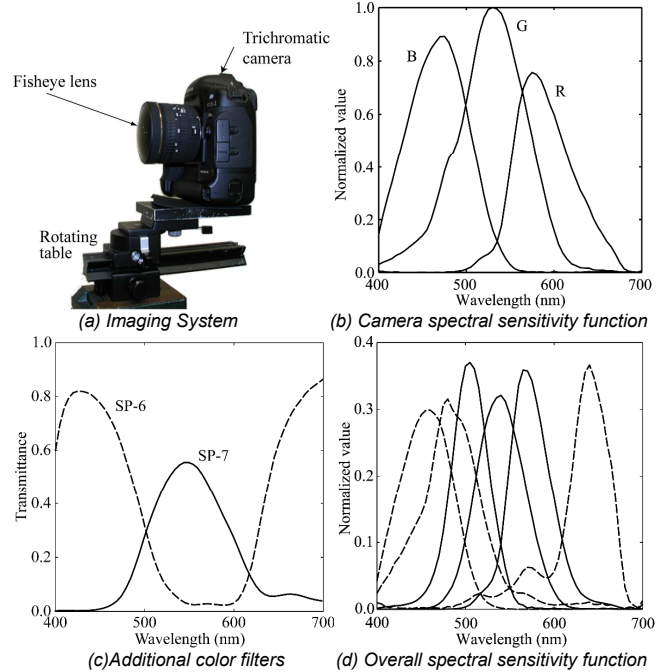 Trichromatic
camera
Fisheye lens
Rotating
table
(a) Imaging System
1.0
0.8
0.6
0.4
0.2
0.0
400
500
600
700
Normalized value
Wavelength (nm)
B
G
R
(b) Camera spectral sensitivity function
1.0
0.8
0.6
0.4
0.2
0.0
400
500
600
700
Transmittance
Wavelength (nm)
SP-6
SP-7
(c)Additional color filters
0.4
0.3
0.2
0.1
0.0
400
500
600
700
Normalized value
Wavelength (nm)
(d) Overall spectral sensitivity function